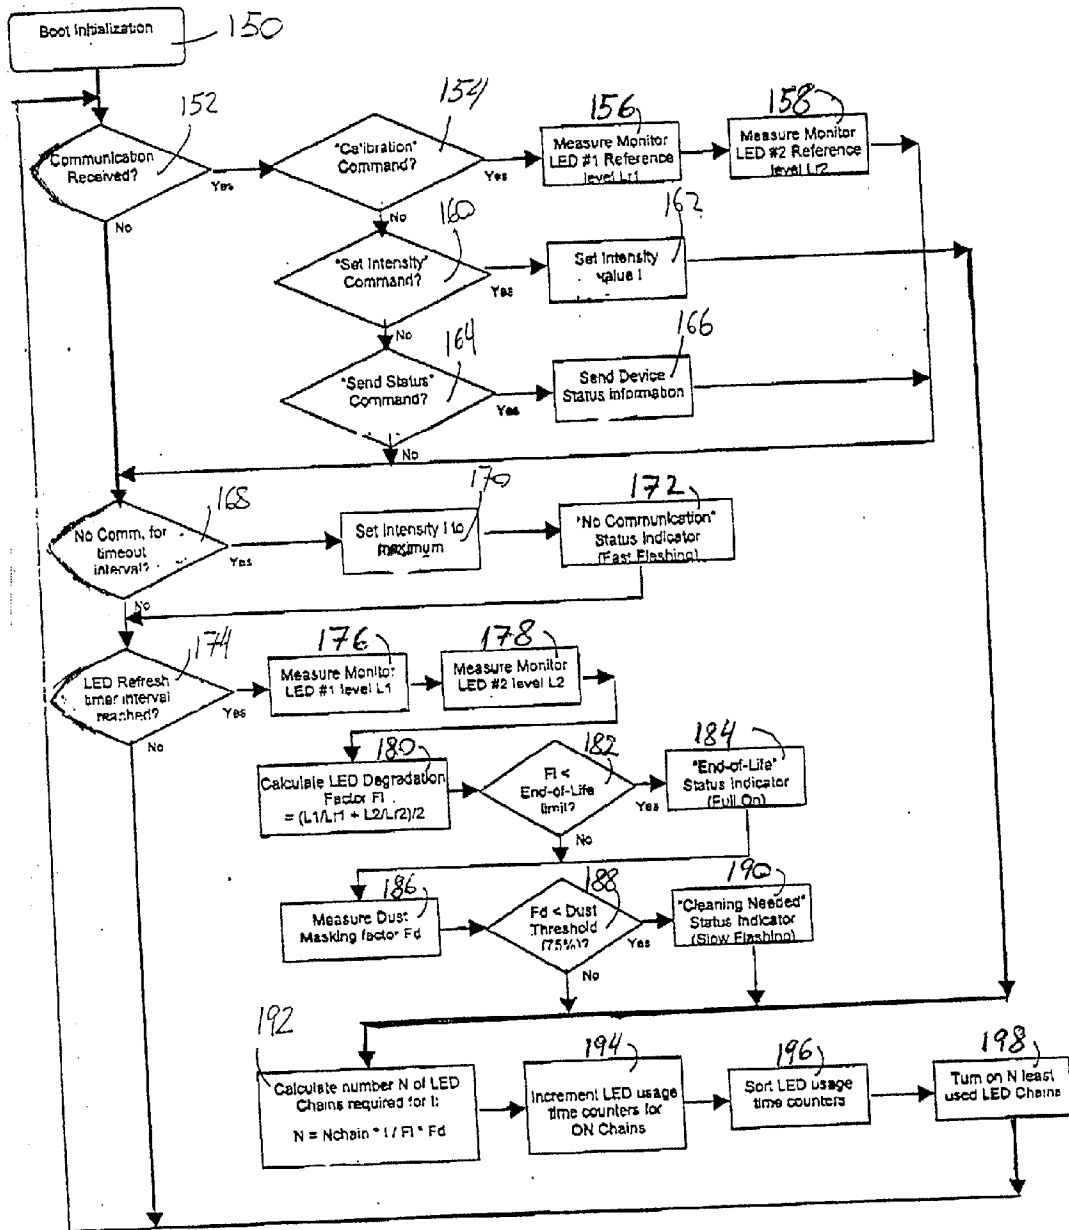 Boot Initialization
150
152
Communication
Received?
Yes
No
154
"Calibration"
Command?
Yes
No
156
Measure Monitor
LED #1 Reference
level Lr1
158
Measure Monitor
LED #2 Reference
level Lr2
160
"Set Intensity"
Command?
Yes
No
162
Set Intensity
value I
164
"Send Status"
Command?
Yes
No
166
Send Device
Status Information
168
No Comm. for
timeout
interval?
Yes
No
170
Set Intensity I to
maximum
172
"No Communication"
Status Indicator
(Fast Flashing)
174
LED Refresh
timer interval
reached?
Yes
No
176
Measure Monitor
LED #1 level L1
178
Measure Monitor
LED #2 level L2
180
Calculate LED Degradation
Factor Fl
= (L1/Lr1 + L2/Lr2)/2
182
Fl <
End-of-Life
limit?
Yes
No
184
"End-of-Life"
Status Indicator
(Full On)
186
Measure Dust
Masking factor Fd
188
Fd < Dust
Threshold
(75%)?
Yes
No
190
"Cleaning Needed"
Status Indicator
(Slow Flashing)
192
Calculate number N of LED
Chains required for I:
N = Nchain * I / Fl * Fd
194
Increment LED usage
time counters for
ON Chains
196
Sort LED usage
time counters
198
Turn on N least
used LED Chains